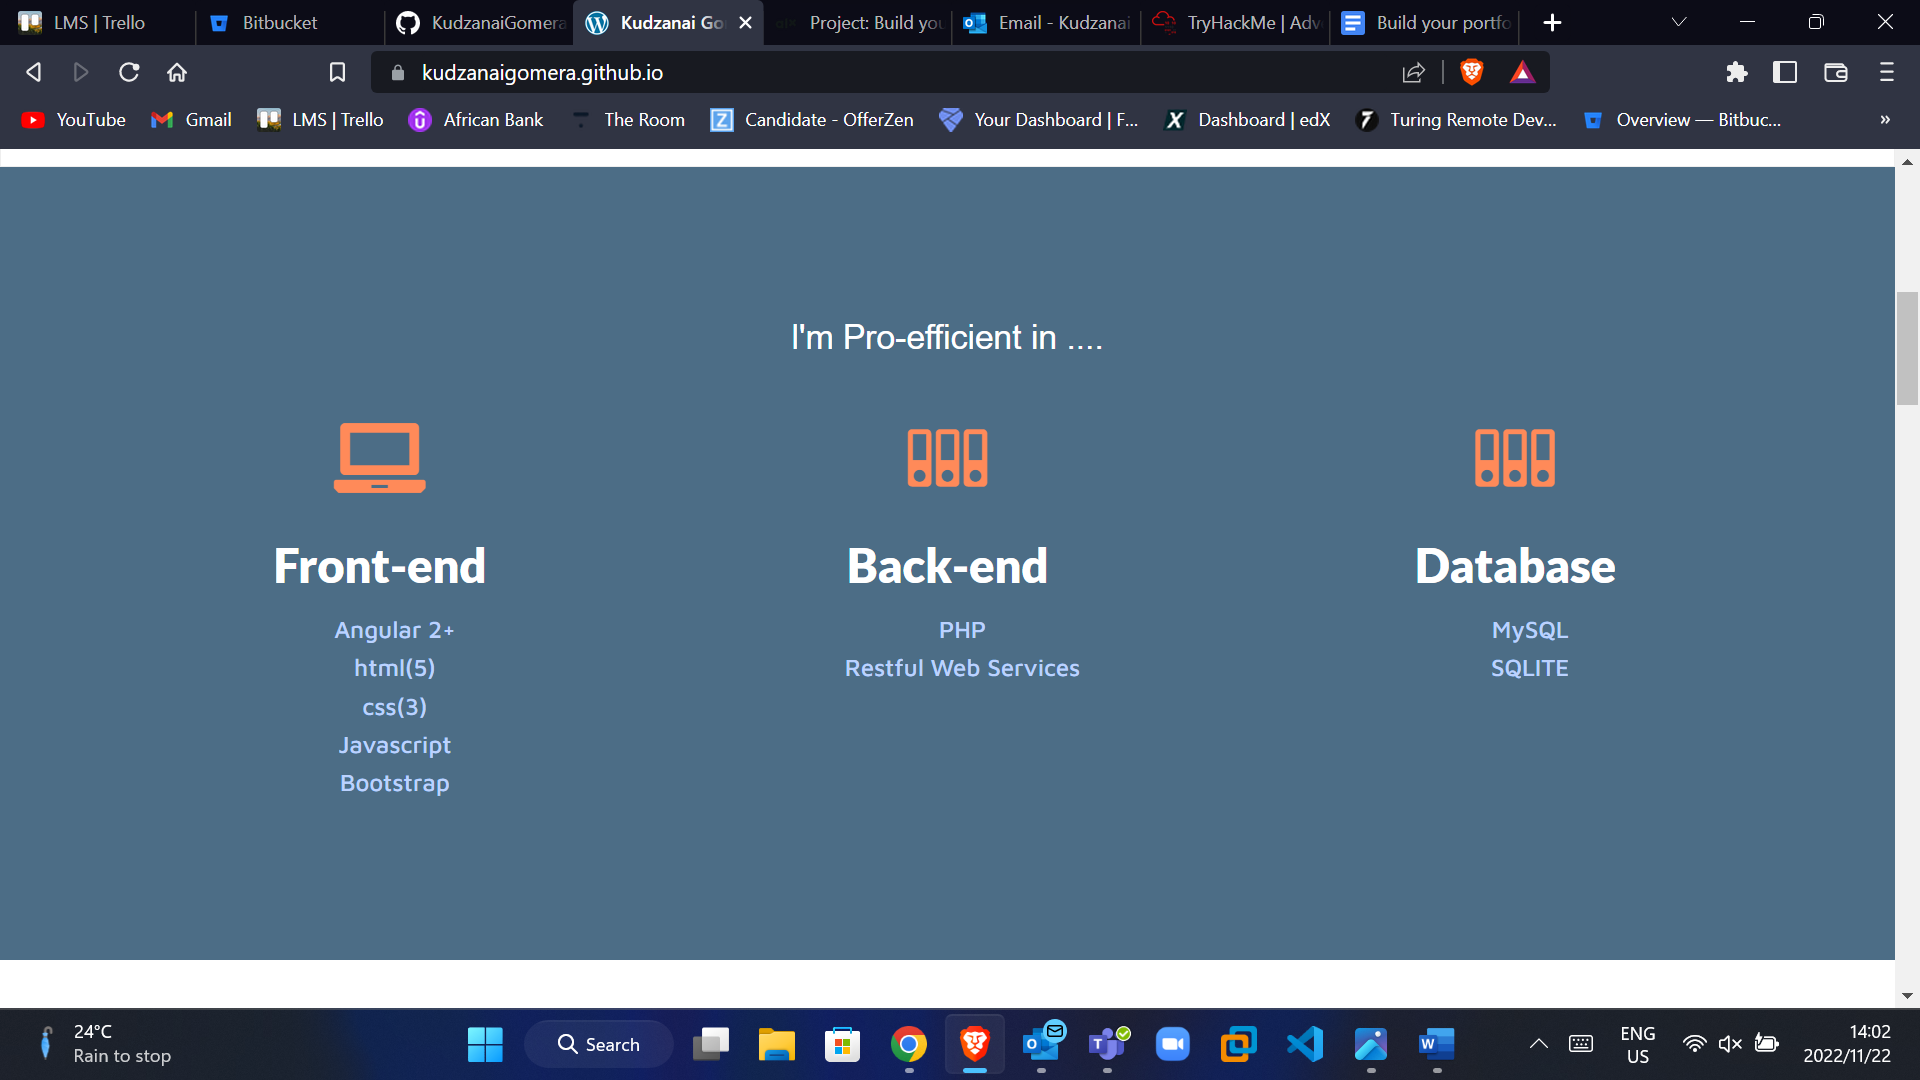 LMS | Trello
Bitbucket
KudzanaiGomera
Kudzanai Go
Project: Build you
Email - Kudzanai
TryHackMe | Adv
Build your portfo
kudzanaigomera.github.io
YouTube
Gmail
LMS | Trello
African Bank
The Room
Candidate - OfferZen
Your Dashboard | F...
Dashboard | edX
Turing Remote Dev...
Overview — Bitbuc...
»
I'm Pro-efficient in ....
Front-end
Angular 2+
html(5)
css(3)
Javascript
Bootstrap
Back-end
PHP
Restful Web Services
Database
MySQL
SQLITE
24°C
Rain to stop
Search
ENG
US
14:02
2022/11/22